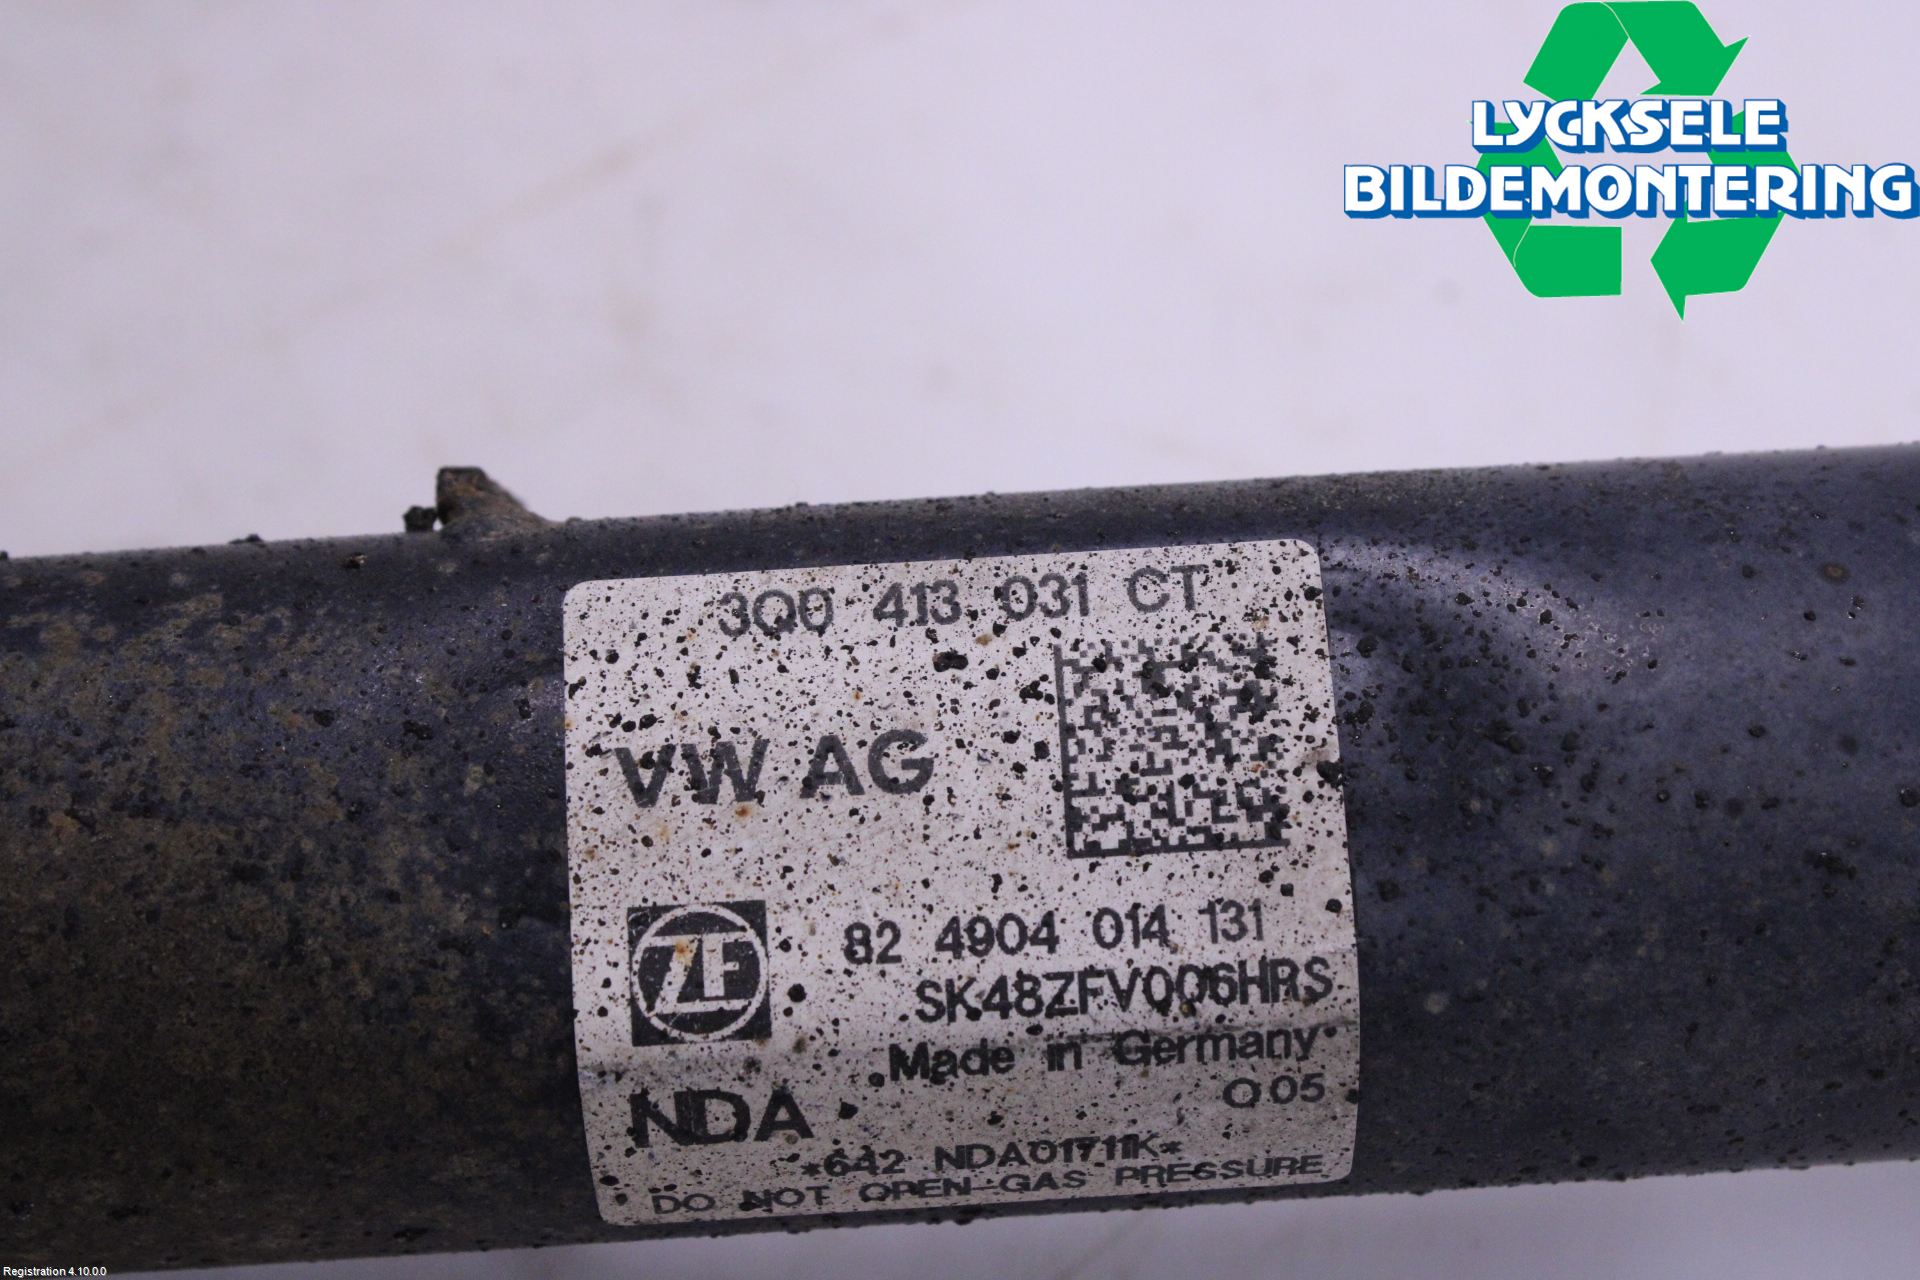 LYCKSELE
BILDEMONTERING
3Q0 413 031 CT
VW AG
ZF
82 4904 014 131
SK48ZFV006HRS
Made in Germany
Q05
NDA
*642 NDA01711K*
DO NOT OPEN-GAS PRESSURE
Registration 4.10.0.0